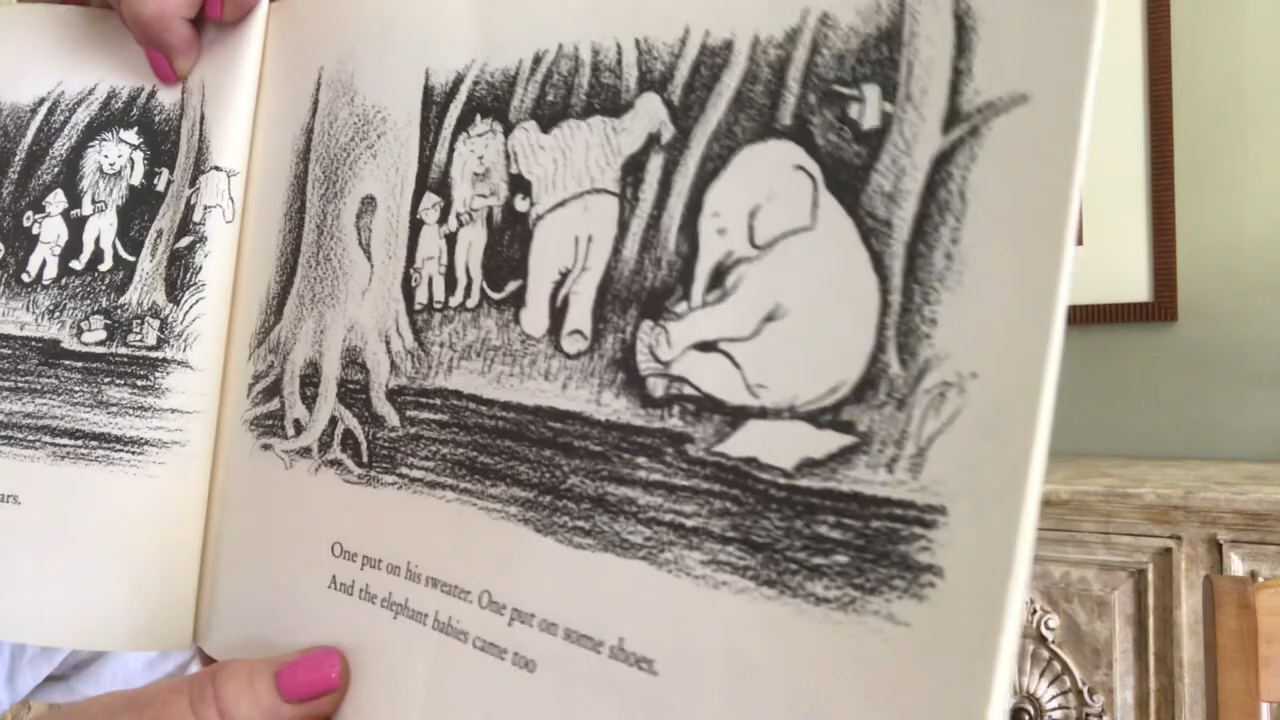 ars.
One put on his sweater. One put on some shoes.
And the elephant babies came too